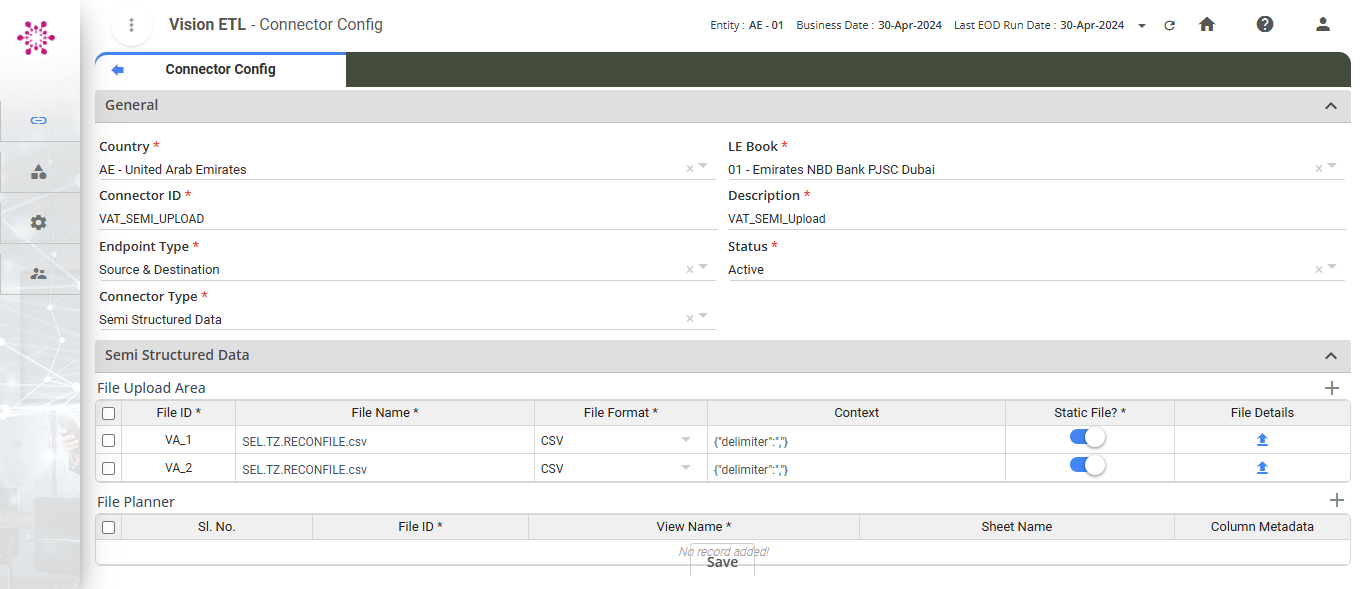 Vision ETL - Connector Config
Entity : AE - 01 Business Date : 30-Apr-2024 Last EOD Run Date : 30-Apr-2024
Connector Config
General
Country * LE Book *
AE - United Arab Emirates 01 - Emirates NBD Bank PJSC Dubai
Connector ID * Description *
VAT_SEMI_UPLOAD VAT_SEMI_Upload
Endpoint Type * Status *
Source & Destination Active
Connector Type *
Semi Structured Data
Semi Structured Data
File Upload Area
File ID * File Name * File Format * Context Static File? * File Details
VA_1 SEL.TZ.RECONFILE.csv CSV {"delimiter":","}
VA_2 SEL.TZ.RECONFILE.csv CSV {"delimiter":","}
File Planner
Sl. No. File ID * View Name * Sheet Name Column Metadata
No record added!
Save